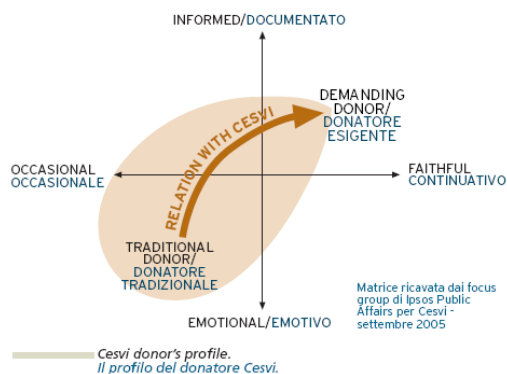 INFORMED/DOCUMENTATO
DEMANDING
DONOR/
DONATORE
ESIGENTE
RELATION WITH CESVI
OCCASIONAL
OCCASIONALE
FAITHFUL
CONTINUATIVO
TRADITIONAL
DONOR/
DONATORE
TRADIZIONALE
Matrice ricavata dai focus
group di Ipsos Public
Affairs per Cesvi -
settembre 2005
EMOTIONAL/EMOTIVO
Cesvi donor's profile.
Il profilo del donatore Cesvi.